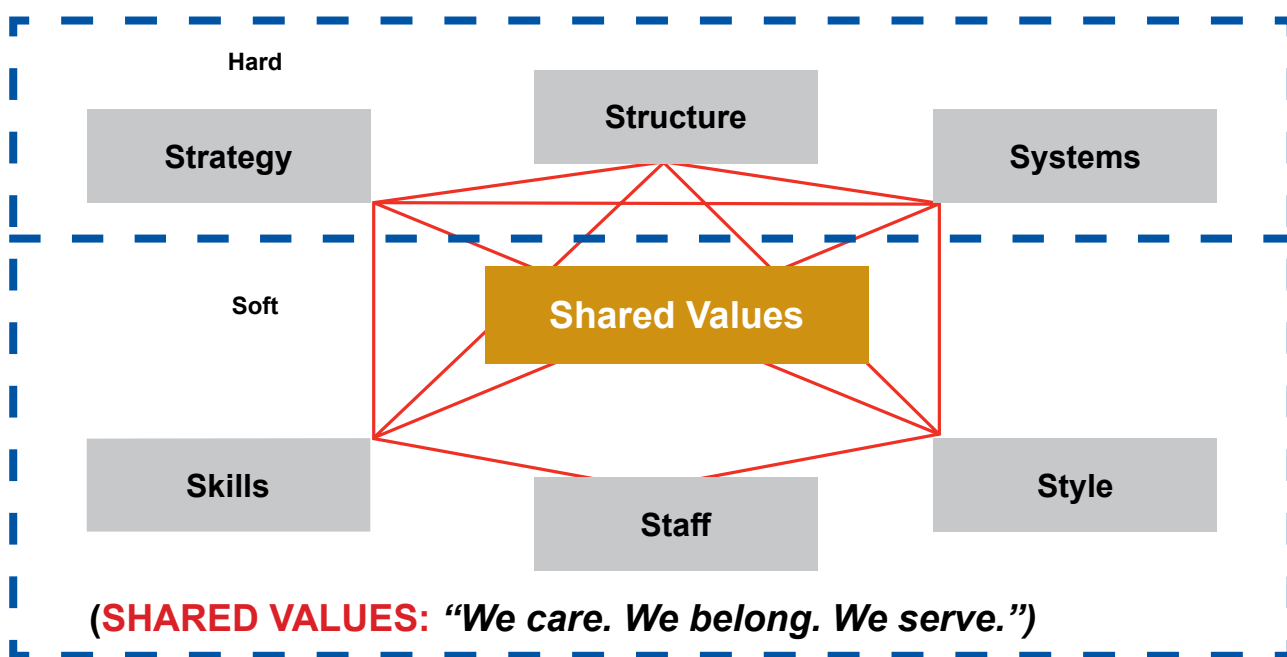 Hard
Structure
Strategy
Systems
Soft
Shared Values
Skills
Style
Staff
(SHARED VALUES: “We care. We belong. We serve.”)